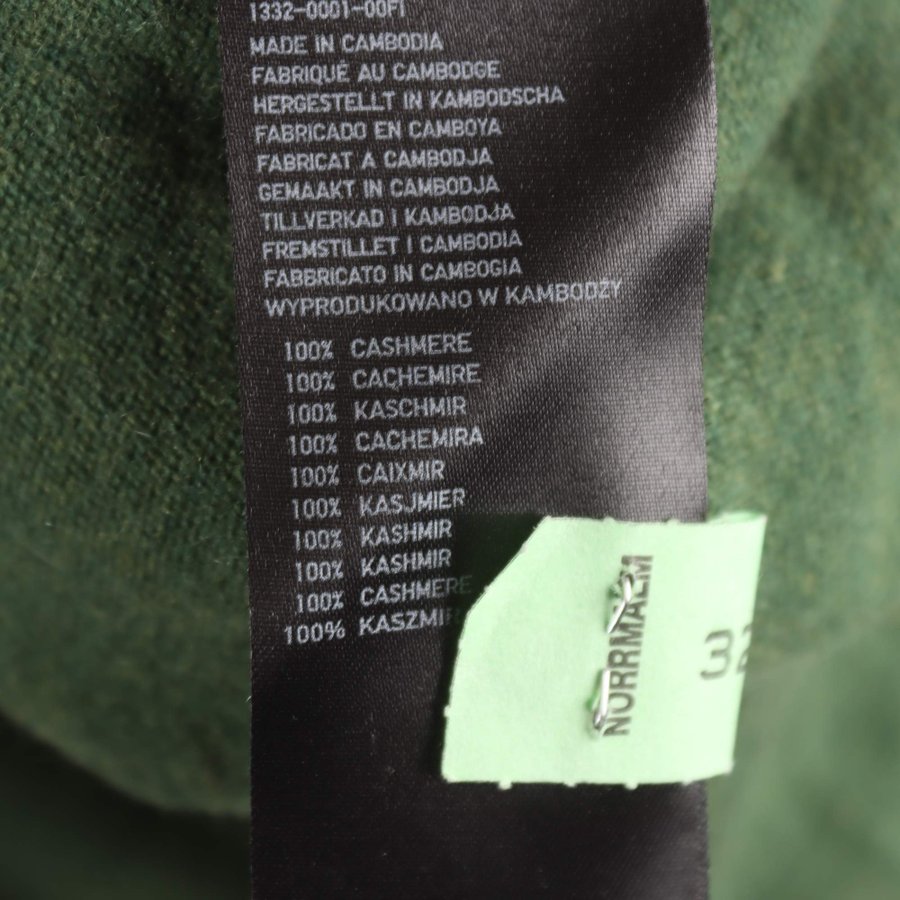 1332-0001-00F1
MADE IN CAMBODIA
FABRIQUÉ AU CAMBODGE
HERGESTELLT IN KAMBODSCHA
FABRICADO EN CAMBOYA
FABRICAT A CAMBODJA
GEMAAKT IN CAMBODJA
TILLVERKAD I KAMBODJA
FREMSTILLET I CAMBODIA
FABBRICATO IN CAMBOGIA
WYPRODUKOWANO W KAMBODŻY
100% CASHMERE
100% CACHEMIRE
100% KASCHMIR
100% CACHEMIRA
100% CAIXMIR
100% KASJMIER
100% KASHMIR
100% KASHMIR
100% CASHMERE
100% KASZMIR
NORRMALM
32